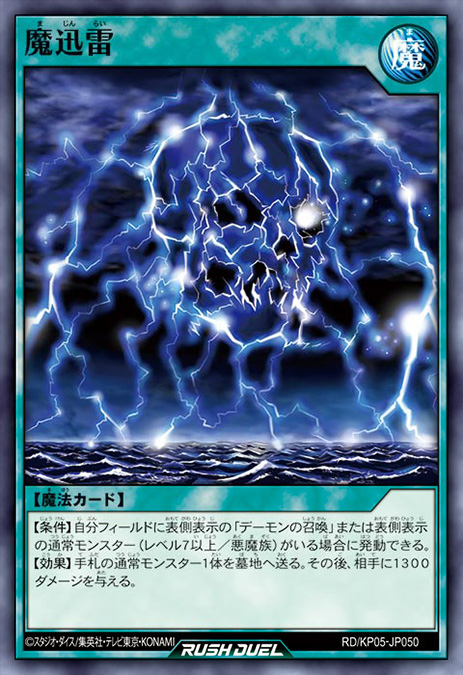 魔迅雷
魔
【魔法カード】
【条件】自分フィールドに表側表示の「デーモンの召喚」または表側表示
の通常モンスター(レベル7以上/悪魔族)がいる場合に発動できる。
【効果】手札の通常モンスター1体を墓地へ送る。その後、相手に1300
ダメージを与える。
©スタジオ・ダイス/集英社・テレビ東京・KONAMI
RUSH DUEL
RD/KP05-JP050